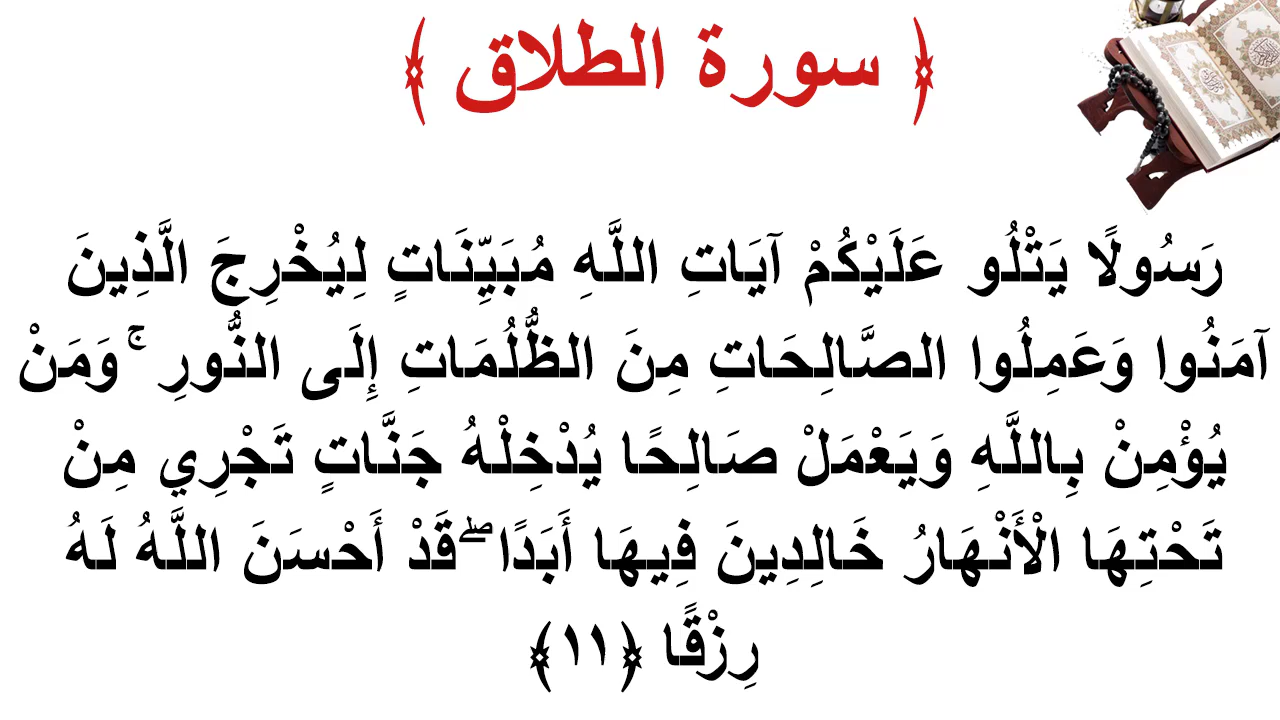 ﴿ سورة الطلاق ﴾
رَسُولًا يَتْلُو عَلَيْكُمْ آيَاتِ اللَّهِ مُبَيِّنَاتٍ لِيُخْرِجَ الَّذِينَ
آمَنُوا وَعَمِلُوا الصَّالِحَاتِ مِنَ الظُّلُمَاتِ إِلَى النُّورِ ۚ وَمَنْ
يُؤْمِنْ بِاللَّهِ وَيَعْمَلْ صَالِحًا يُدْخِلْهُ جَنَّاتٍ تَجْرِي مِنْ
تَحْتِهَا الْأَنْهَارُ خَالِدِينَ فِيهَا أَبَدًا ۖ قَدْ أَحْسَنَ اللَّهُ لَهُ
رِزْقًا ﴿١١﴾